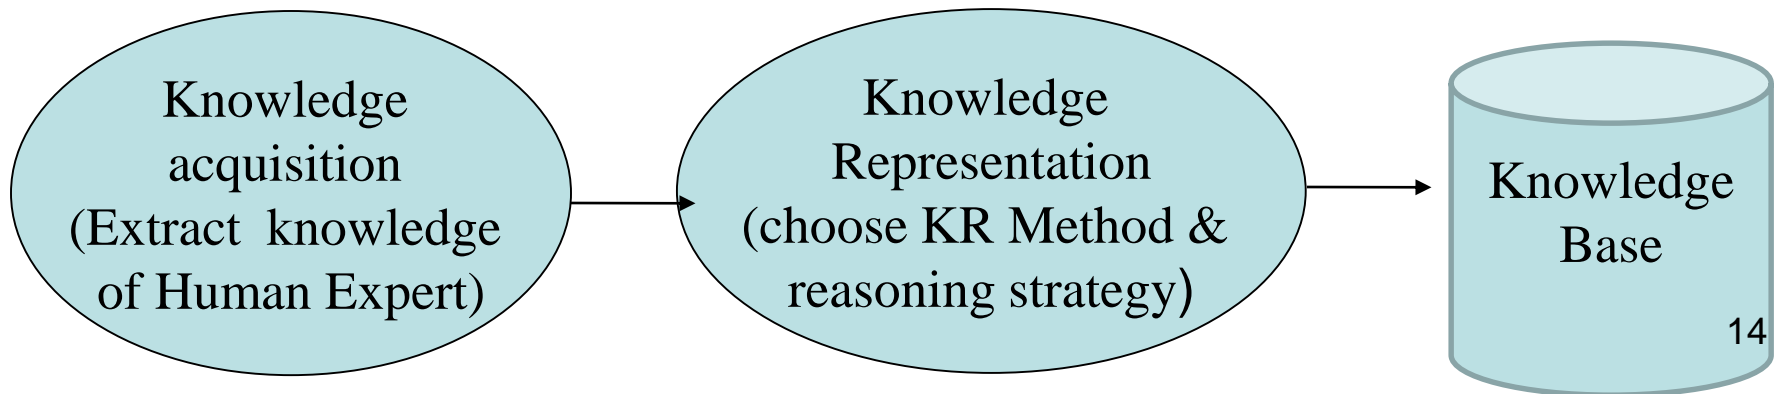 Knowledge
acquisition
(Extract knowledge
of Human Expert)
Knowledge
Representation
(choose KR Method &
reasoning strategy)
Knowledge
Base
14